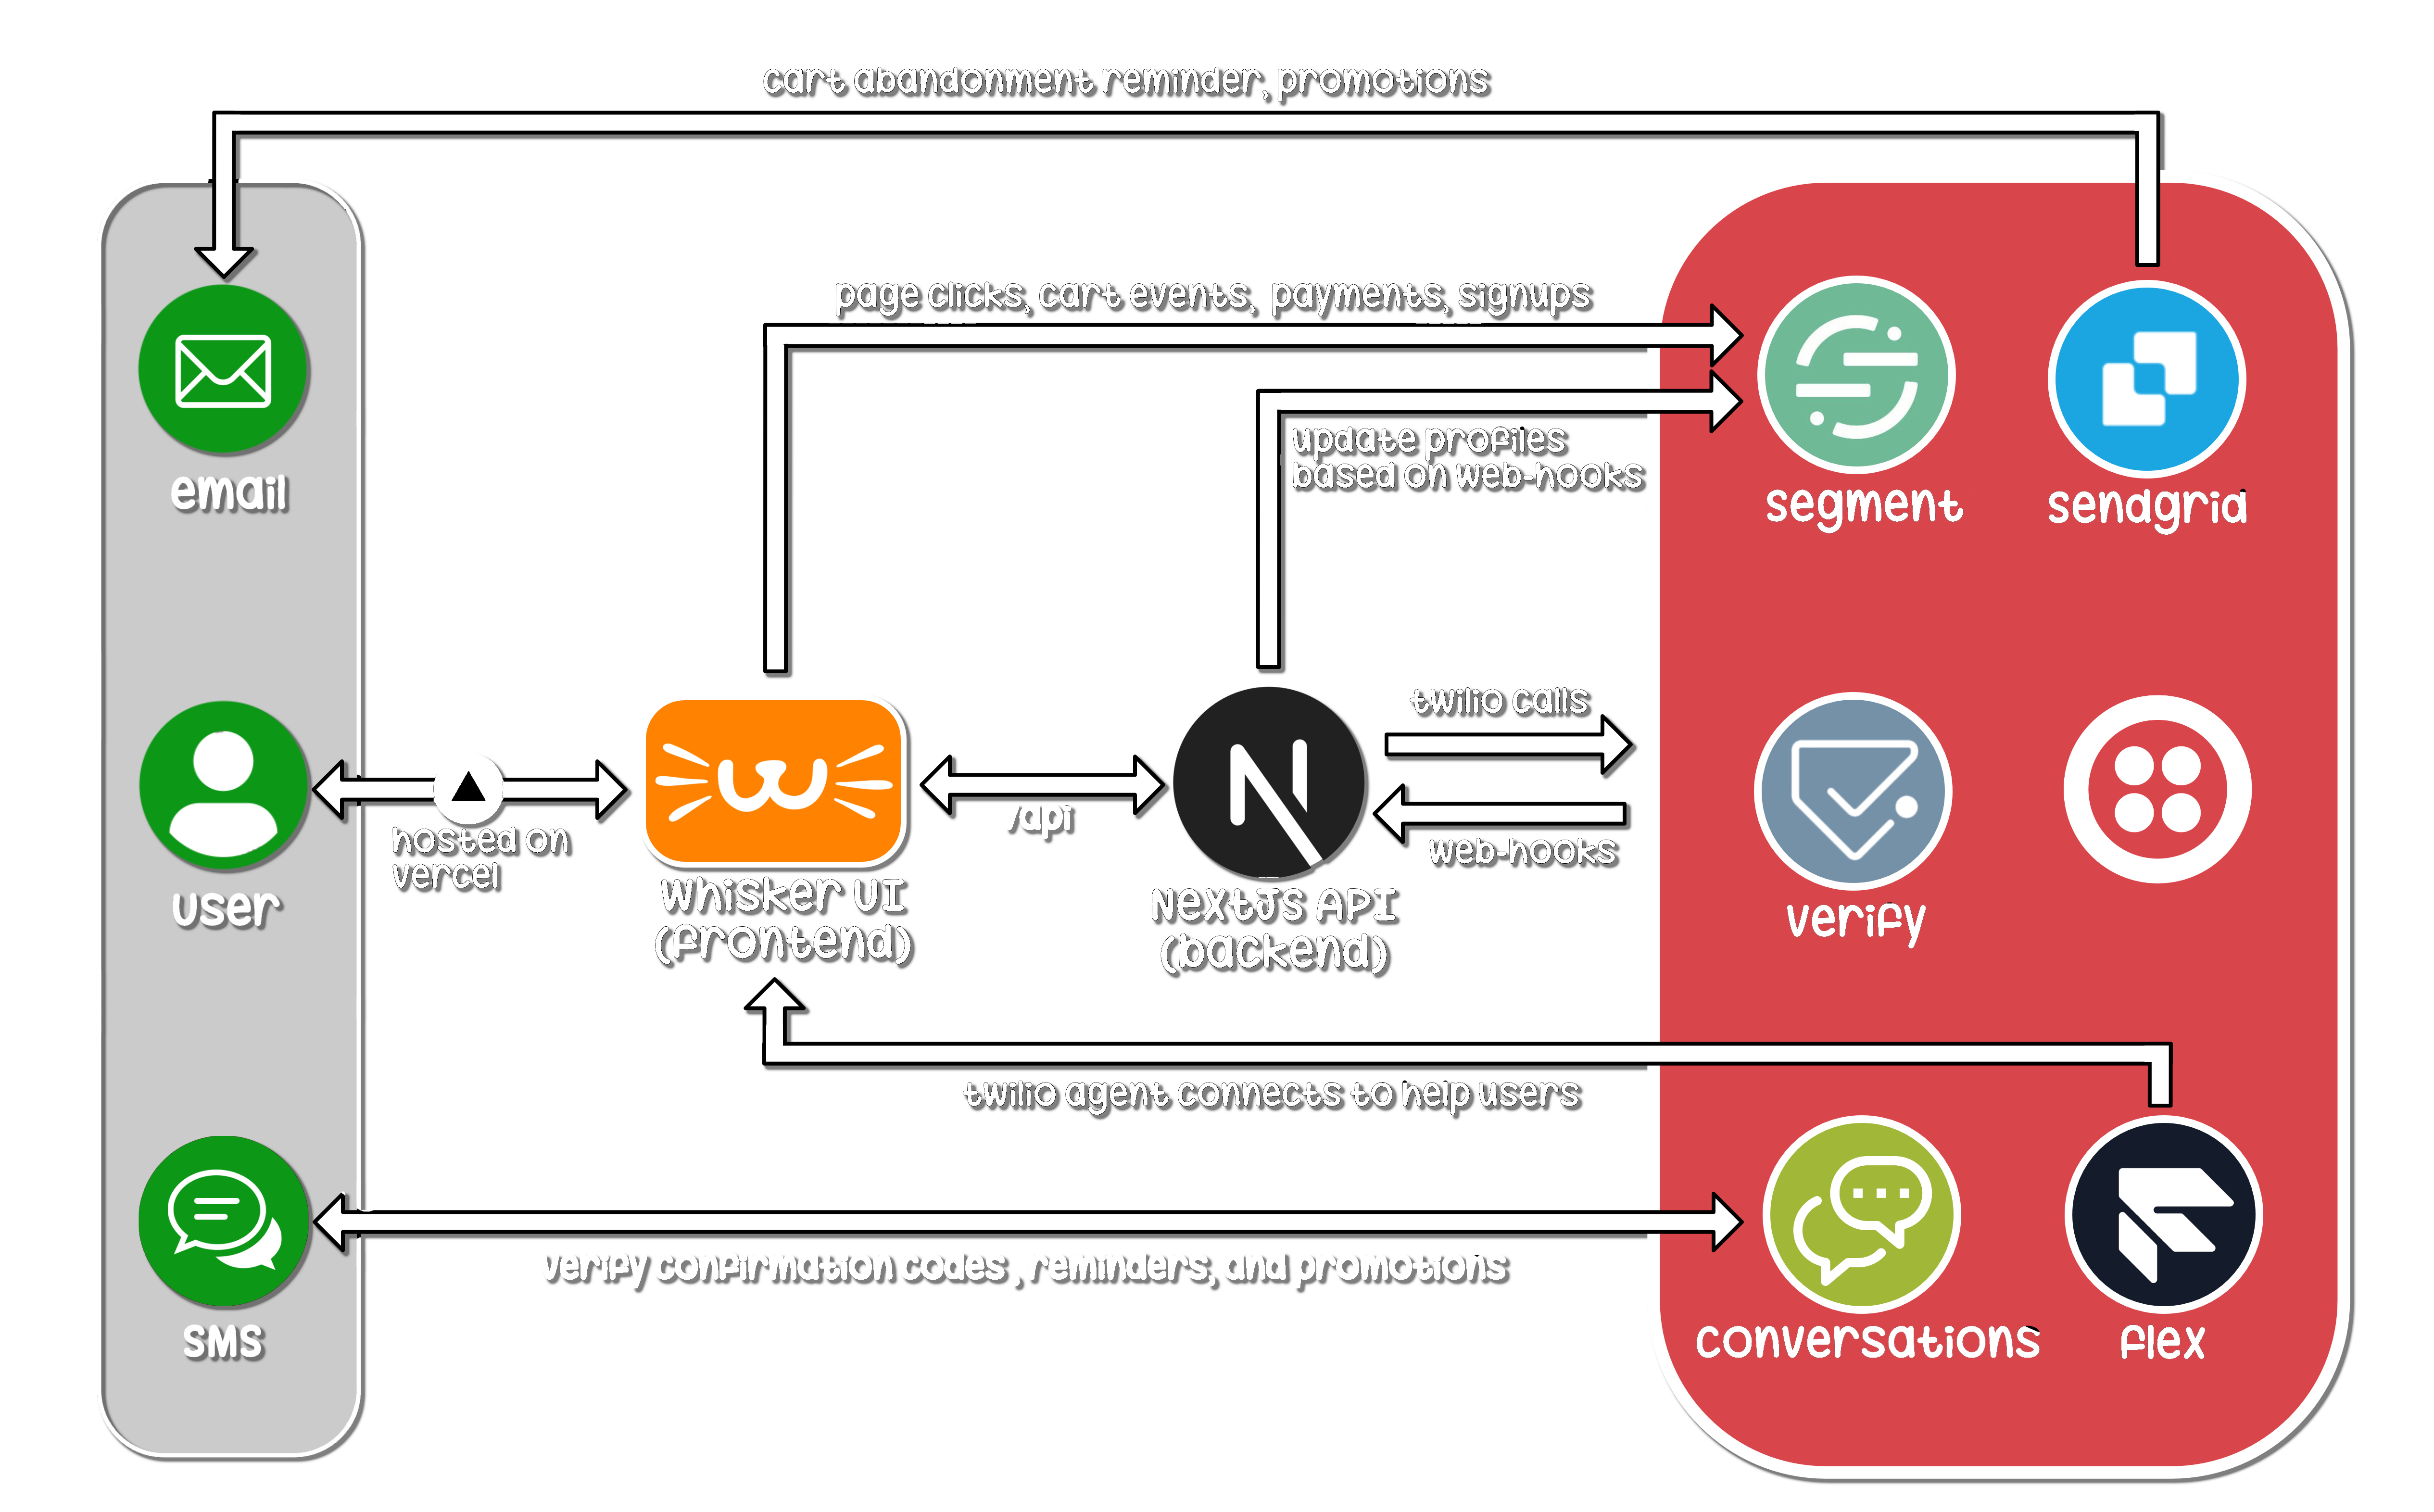 cart abandonment reminder, promotions
page clicks, cart events, payments, signups
update profiles
based on web-hooks
email
segment
sendgrid
twilio calls
/api
hosted on
vercel
web-hooks
user
Whisker UI
(frontend)
NextJS API
(backend)
verify
twilio agent connects to help users
verify confirmation codes , reminders, and promotions
SMS
conversations
flex